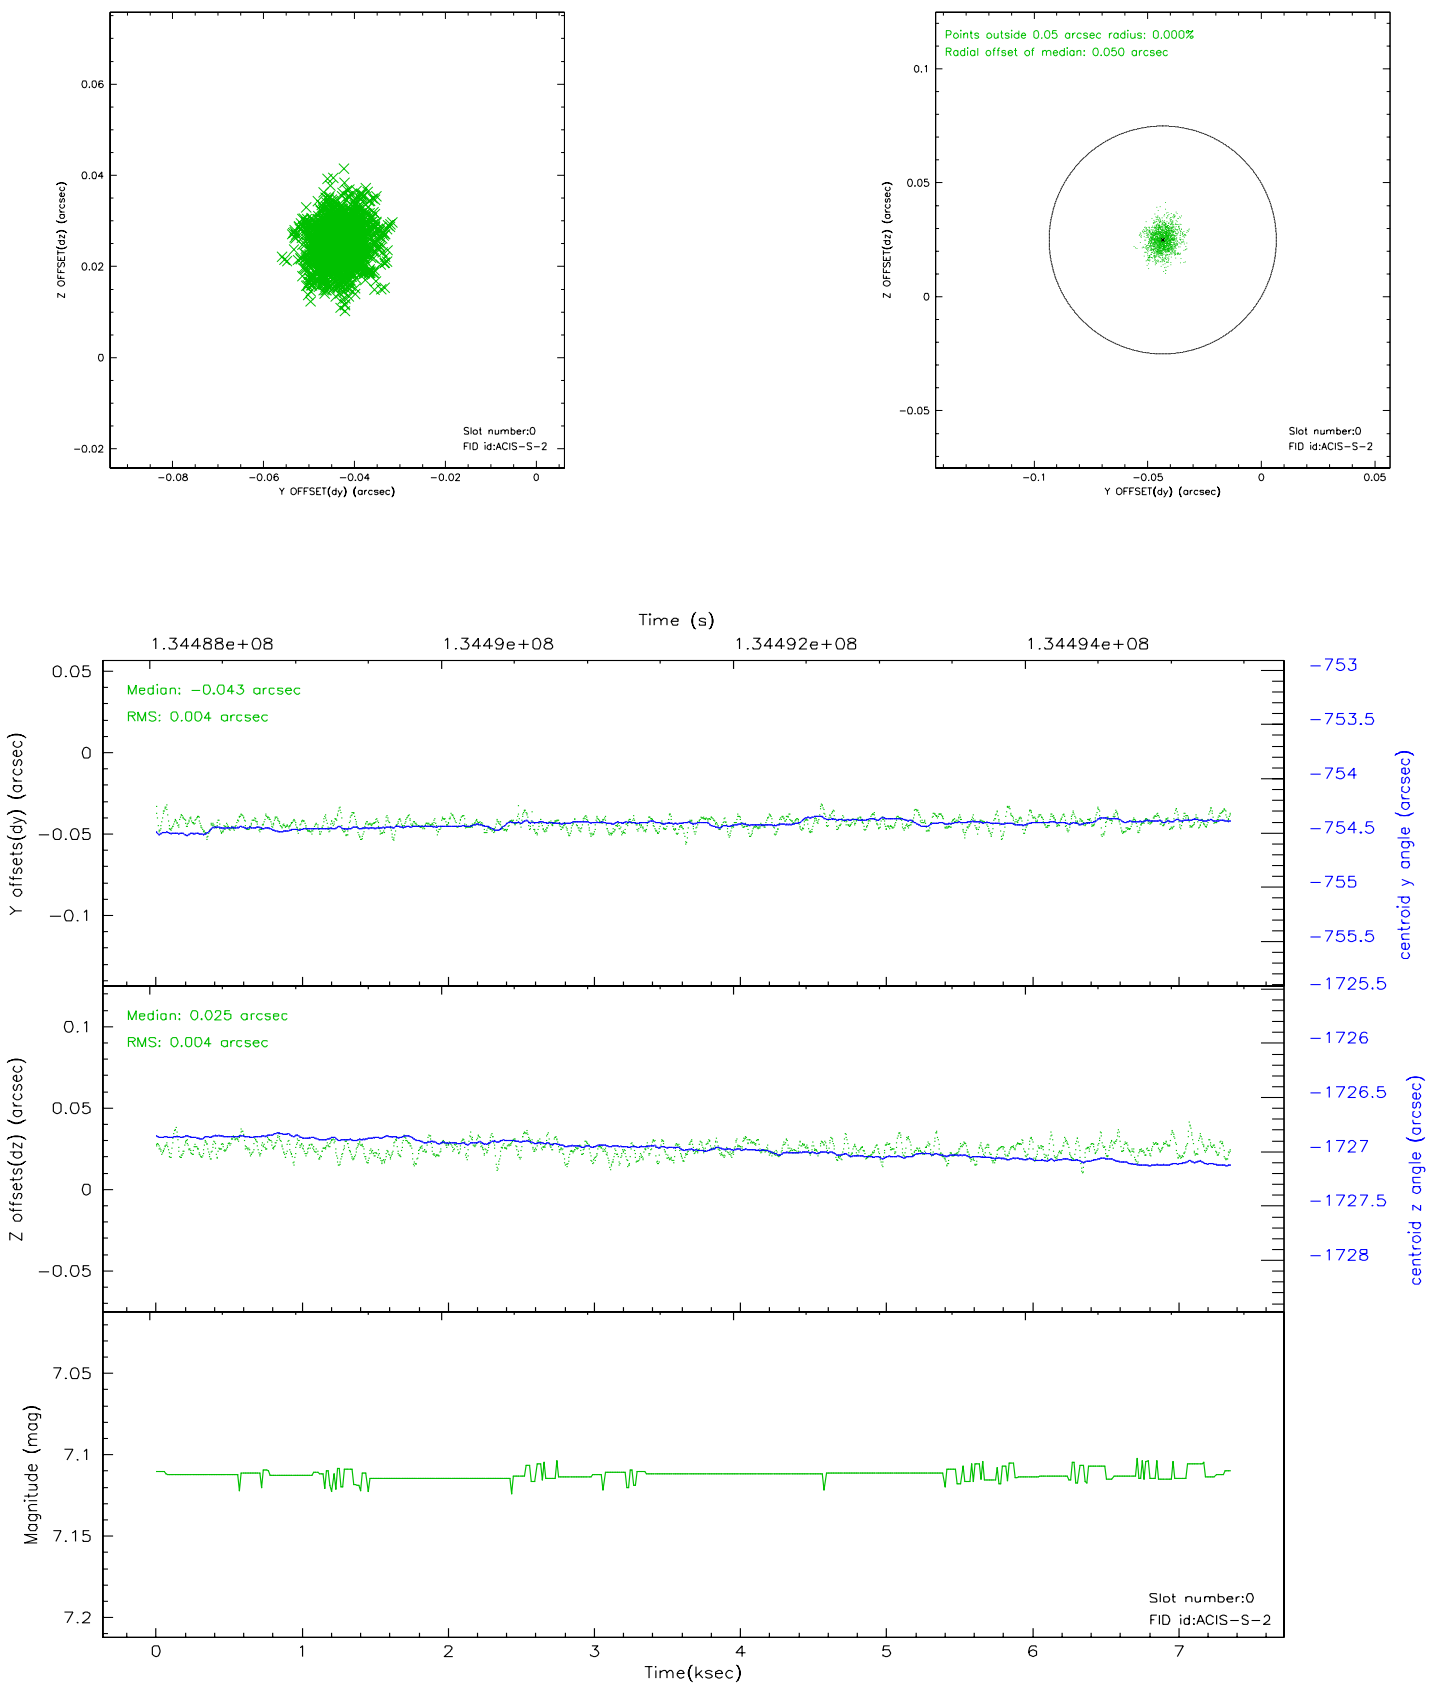 0.06
0.04
0.02
0
−0.02
Z OFFSET(dz) (arcsec)
Slot number:0
FID id:ACIS−S−2
−0.08
−0.06
−0.04
−0.02
0
Y OFFSET(dy) (arcsec)
Points outside 0.05 arcsec radius: 0.000%
Radial offset of median: 0.050 arcsec
0.1
0.05
0
−0.05
Z OFFSET(dz) (arcsec)
Slot number:0
FID id:ACIS−S−2
−0.1
−0.05
0
0.05
Y OFFSET(dy) (arcsec)
Time (s)
1.34488e+08
1.3449e+08
1.34492e+08
1.34494e+08
0.05
0
−0.05
−0.1
Y offsets(dy) (arcsec)
Median: −0.043 arcsec
RMS: 0.004 arcsec
−753
−753.5
−754
−754.5
−755
−755.5
centroid y angle (arcsec)
0.1
0.05
0
−0.05
Z offsets(dz) (arcsec)
Median: 0.025 arcsec
RMS: 0.004 arcsec
−1725.5
−1726
−1726.5
−1727
−1727.5
−1728
centroid z angle (arcsec)
7.05
7.1
7.15
7.2
Magnitude (mag)
Slot number:0
FID id:ACIS−S−2
0
1
2
3
4
5
6
7
Time(ksec)